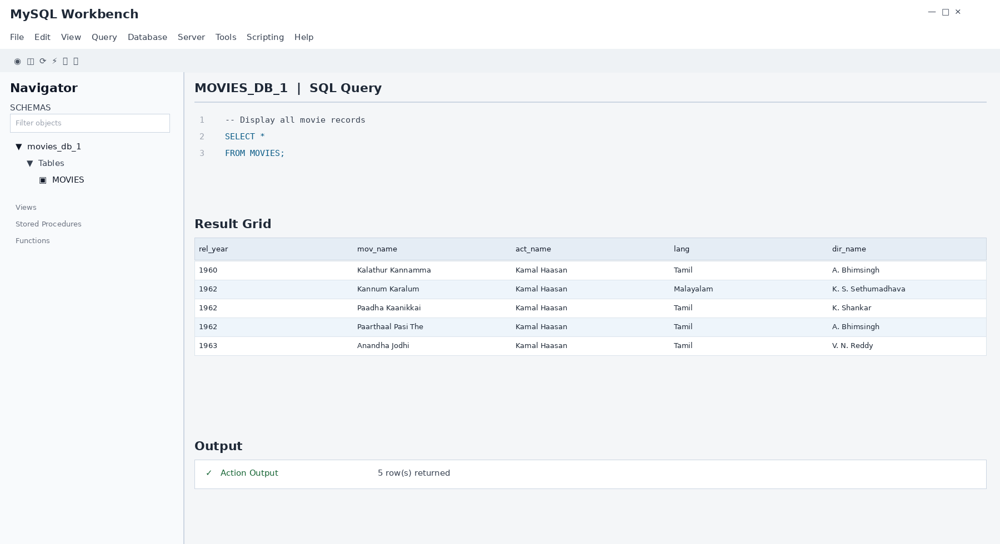 MySQL Workbench
— □ ×
File Edit View Query Database Server Tools Scripting Help
Navigator
SCHEMAS
Filter objects
▼ movies_db_1
▼ Tables
▣ MOVIES
Views
Stored Procedures
Functions
MOVIES_DB_1 | SQL Query
1 -- Display all movie records
2 SELECT *
3 FROM MOVIES;
Result Grid
rel_year mov_name act_name lang dir_name
1960 Kalathur Kannamma Kamal Haasan Tamil A. Bhimsingh
1962 Kannum Karalum Kamal Haasan Malayalam K. S. Sethumadhava
1962 Paadha Kaanikkai Kamal Haasan Tamil K. Shankar
1962 Paarthaal Pasi The Kamal Haasan Tamil A. Bhimsingh
1963 Anandha Jodhi Kamal Haasan Tamil V. N. Reddy
Output
✓ Action Output 5 row(s) returned